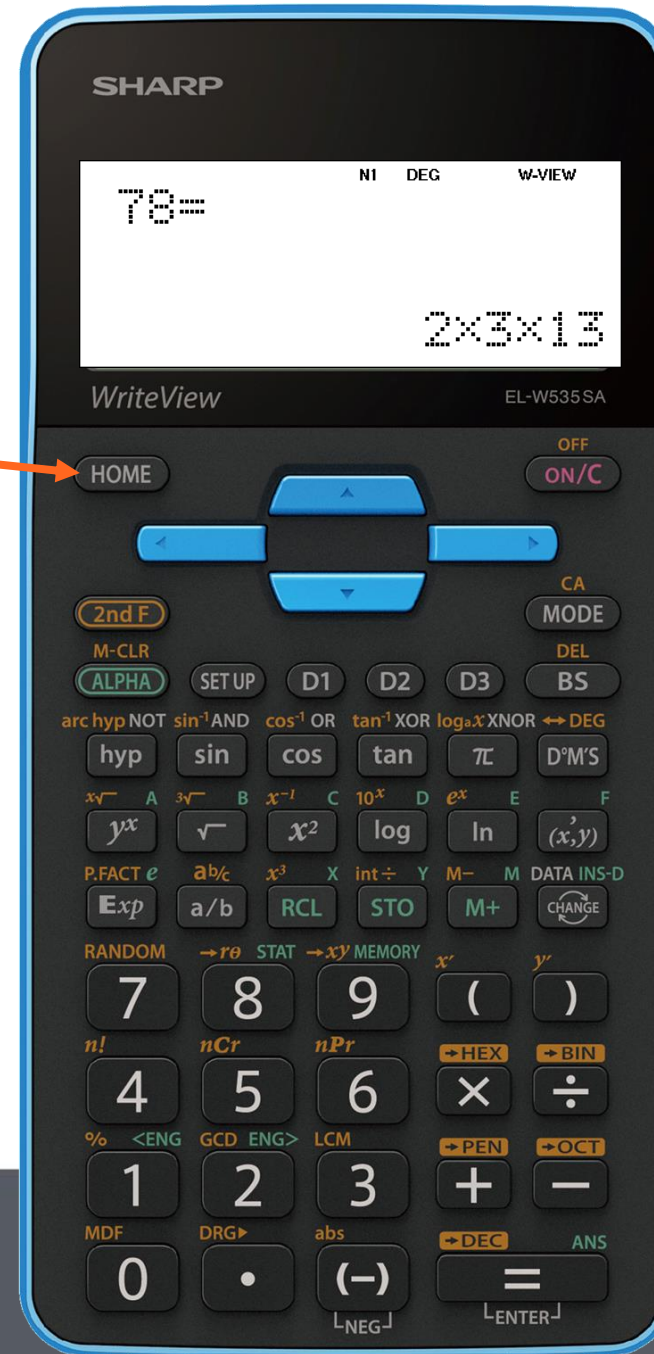 SHARP
N1 DEG W-VIEW
78=
2×3×13
WriteView EL-W535SA
OFF
HOME ON/C
CA
2nd F MODE
M-CLR DEL
ALPHA SET UP D1 D2 D3 BS
arc hyp NOT sin⁻¹ AND cos⁻¹ OR tan⁻¹ XOR logₐx XNOR ↔DEG
hyp sin cos tan π D°M'S
ˣ√ A ³√ B x⁻¹ C 10ˣ D eˣ E F
yˣ √ x² log ln (x,y)
P.FACT e ab/c x³ X int÷ Y M− M DATA INS-D
Exp a/b RCL STO M+ CHANGE
RANDOM →rθ STAT →xy MEMORY x′ y′
7 8 9 ( )
n! nCr nPr →HEX →BIN
4 5 6 × ÷
% <ENG GCD ENG> LCM →PEN →OCT
1 2 3 + −
MDF DRG▶ abs →DEC ANS
0 • (−) =
NEG ENTER